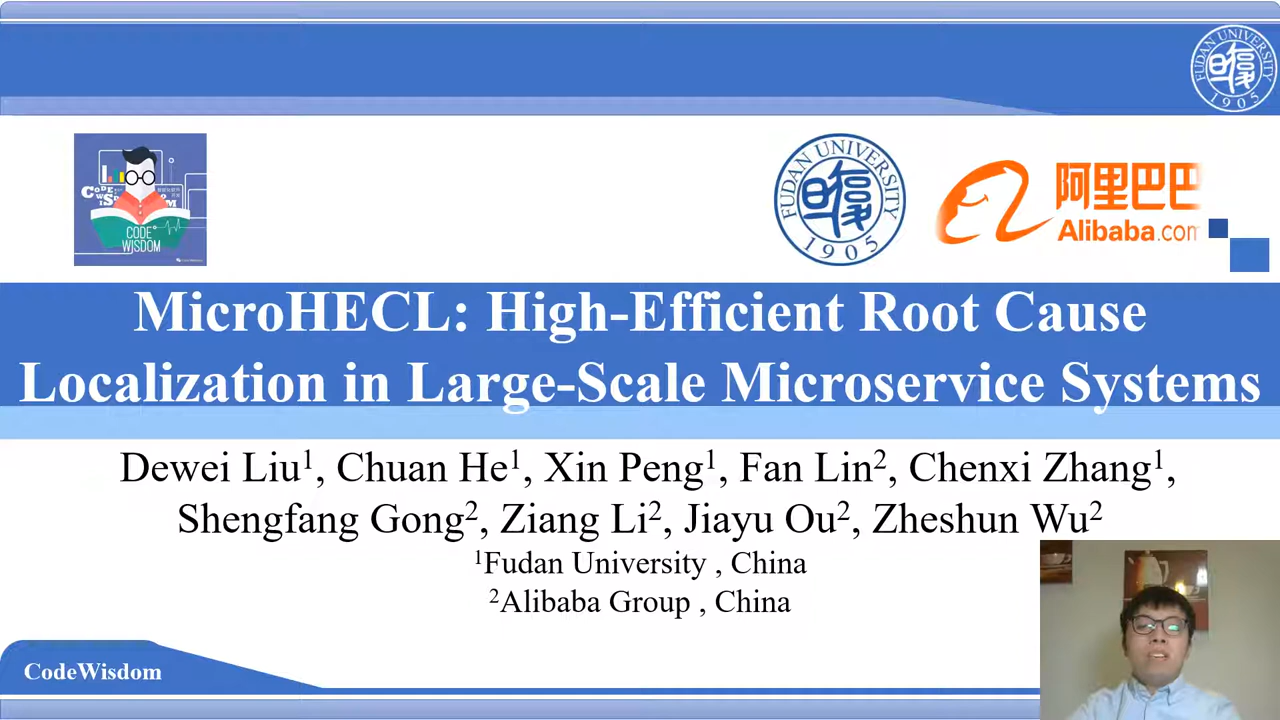 FUDAN UNIVERSITY
1905
CODE
WISDOM
FUDAN UNIVERSITY
1905
阿里巴巴
Alibaba.com
MicroHECL: High-Efficient Root Cause
Localization in Large-Scale Microservice Systems
Dewei Liu¹, Chuan He¹, Xin Peng¹, Fan Lin², Chenxi Zhang¹,
Shengfang Gong², Ziang Li², Jiayu Ou², Zheshun Wu²
¹Fudan University , China
²Alibaba Group , China
CodeWisdom